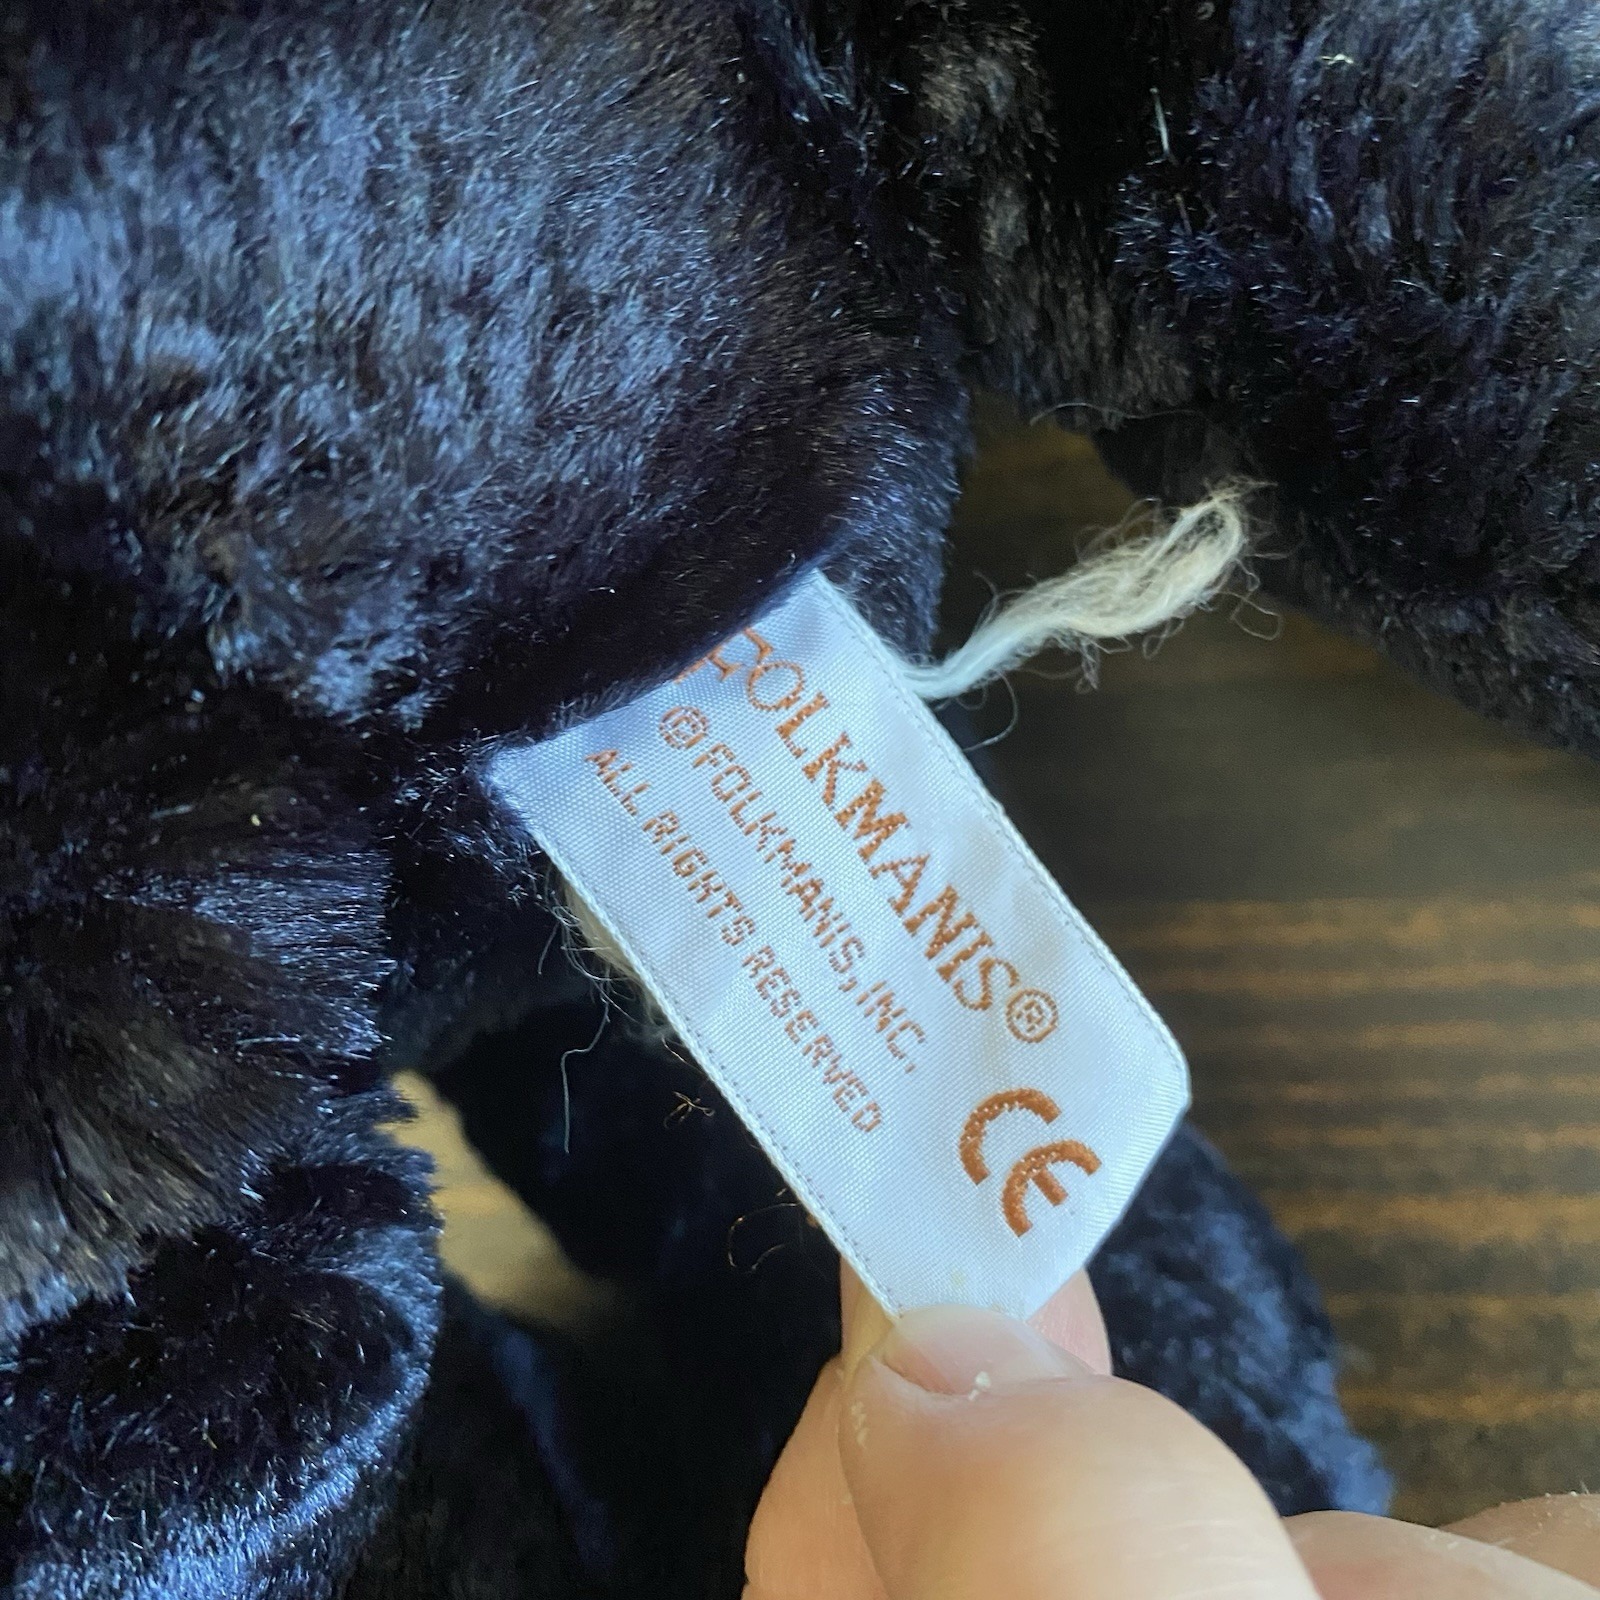 FOLKMANIS®
© FOLKMANIS, INC.
ALL RIGHTS RESERVED
CE